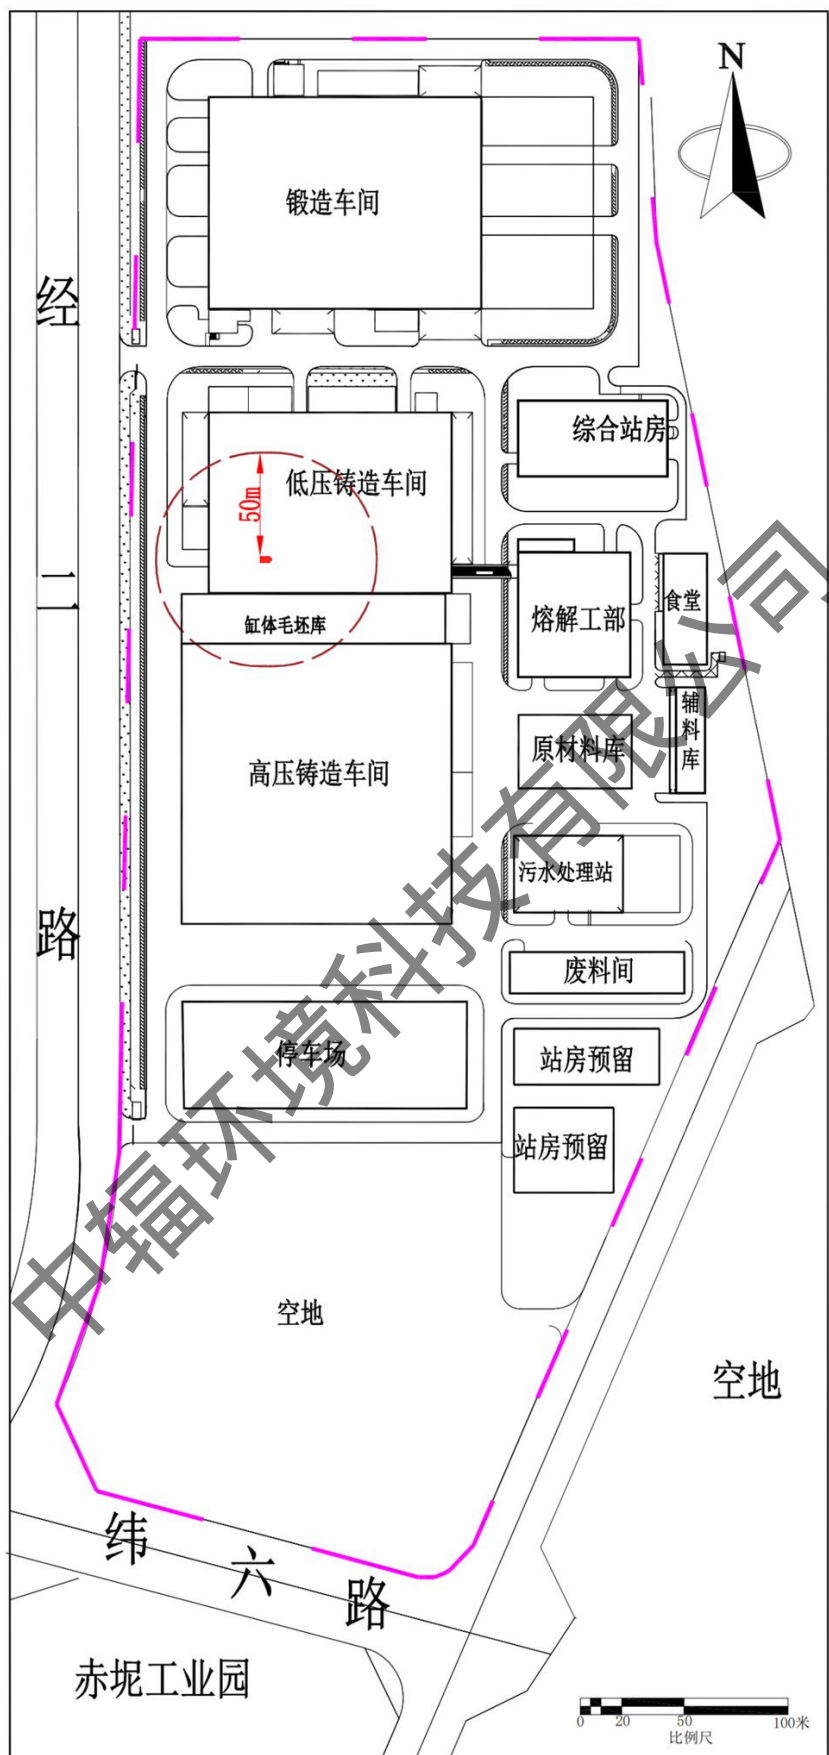 N
锻造车间
经二路
综合站房
低压铸造车间
50m
食堂
熔解工部
缸体毛坯库
辅料库
原材料库
高压铸造车间
污水处理站
废料间
停车场
站房预留
站房预留
空地
空地
纬六路
赤坭工业园
0 20 50 100米
比例尺
中辐环境科技有限公司